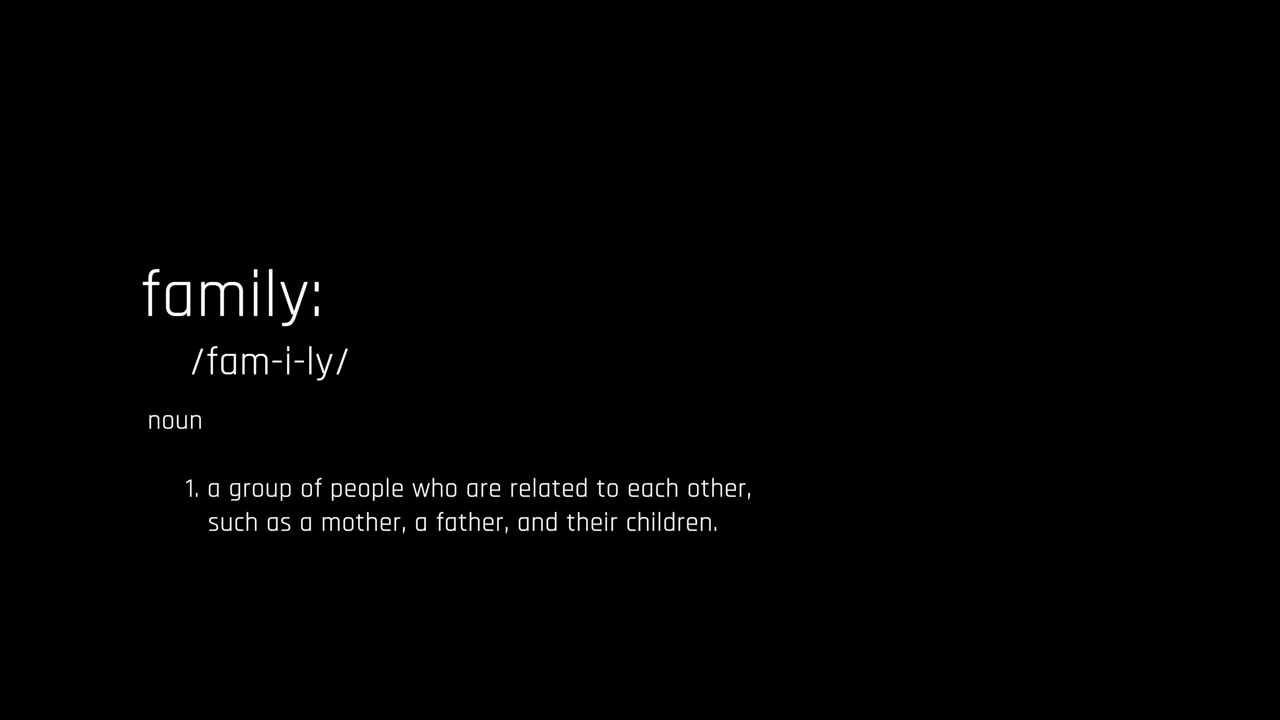 family:
/fam-i-ly/
noun
1. a group of people who are related to each other,
such as a mother, a father, and their children.